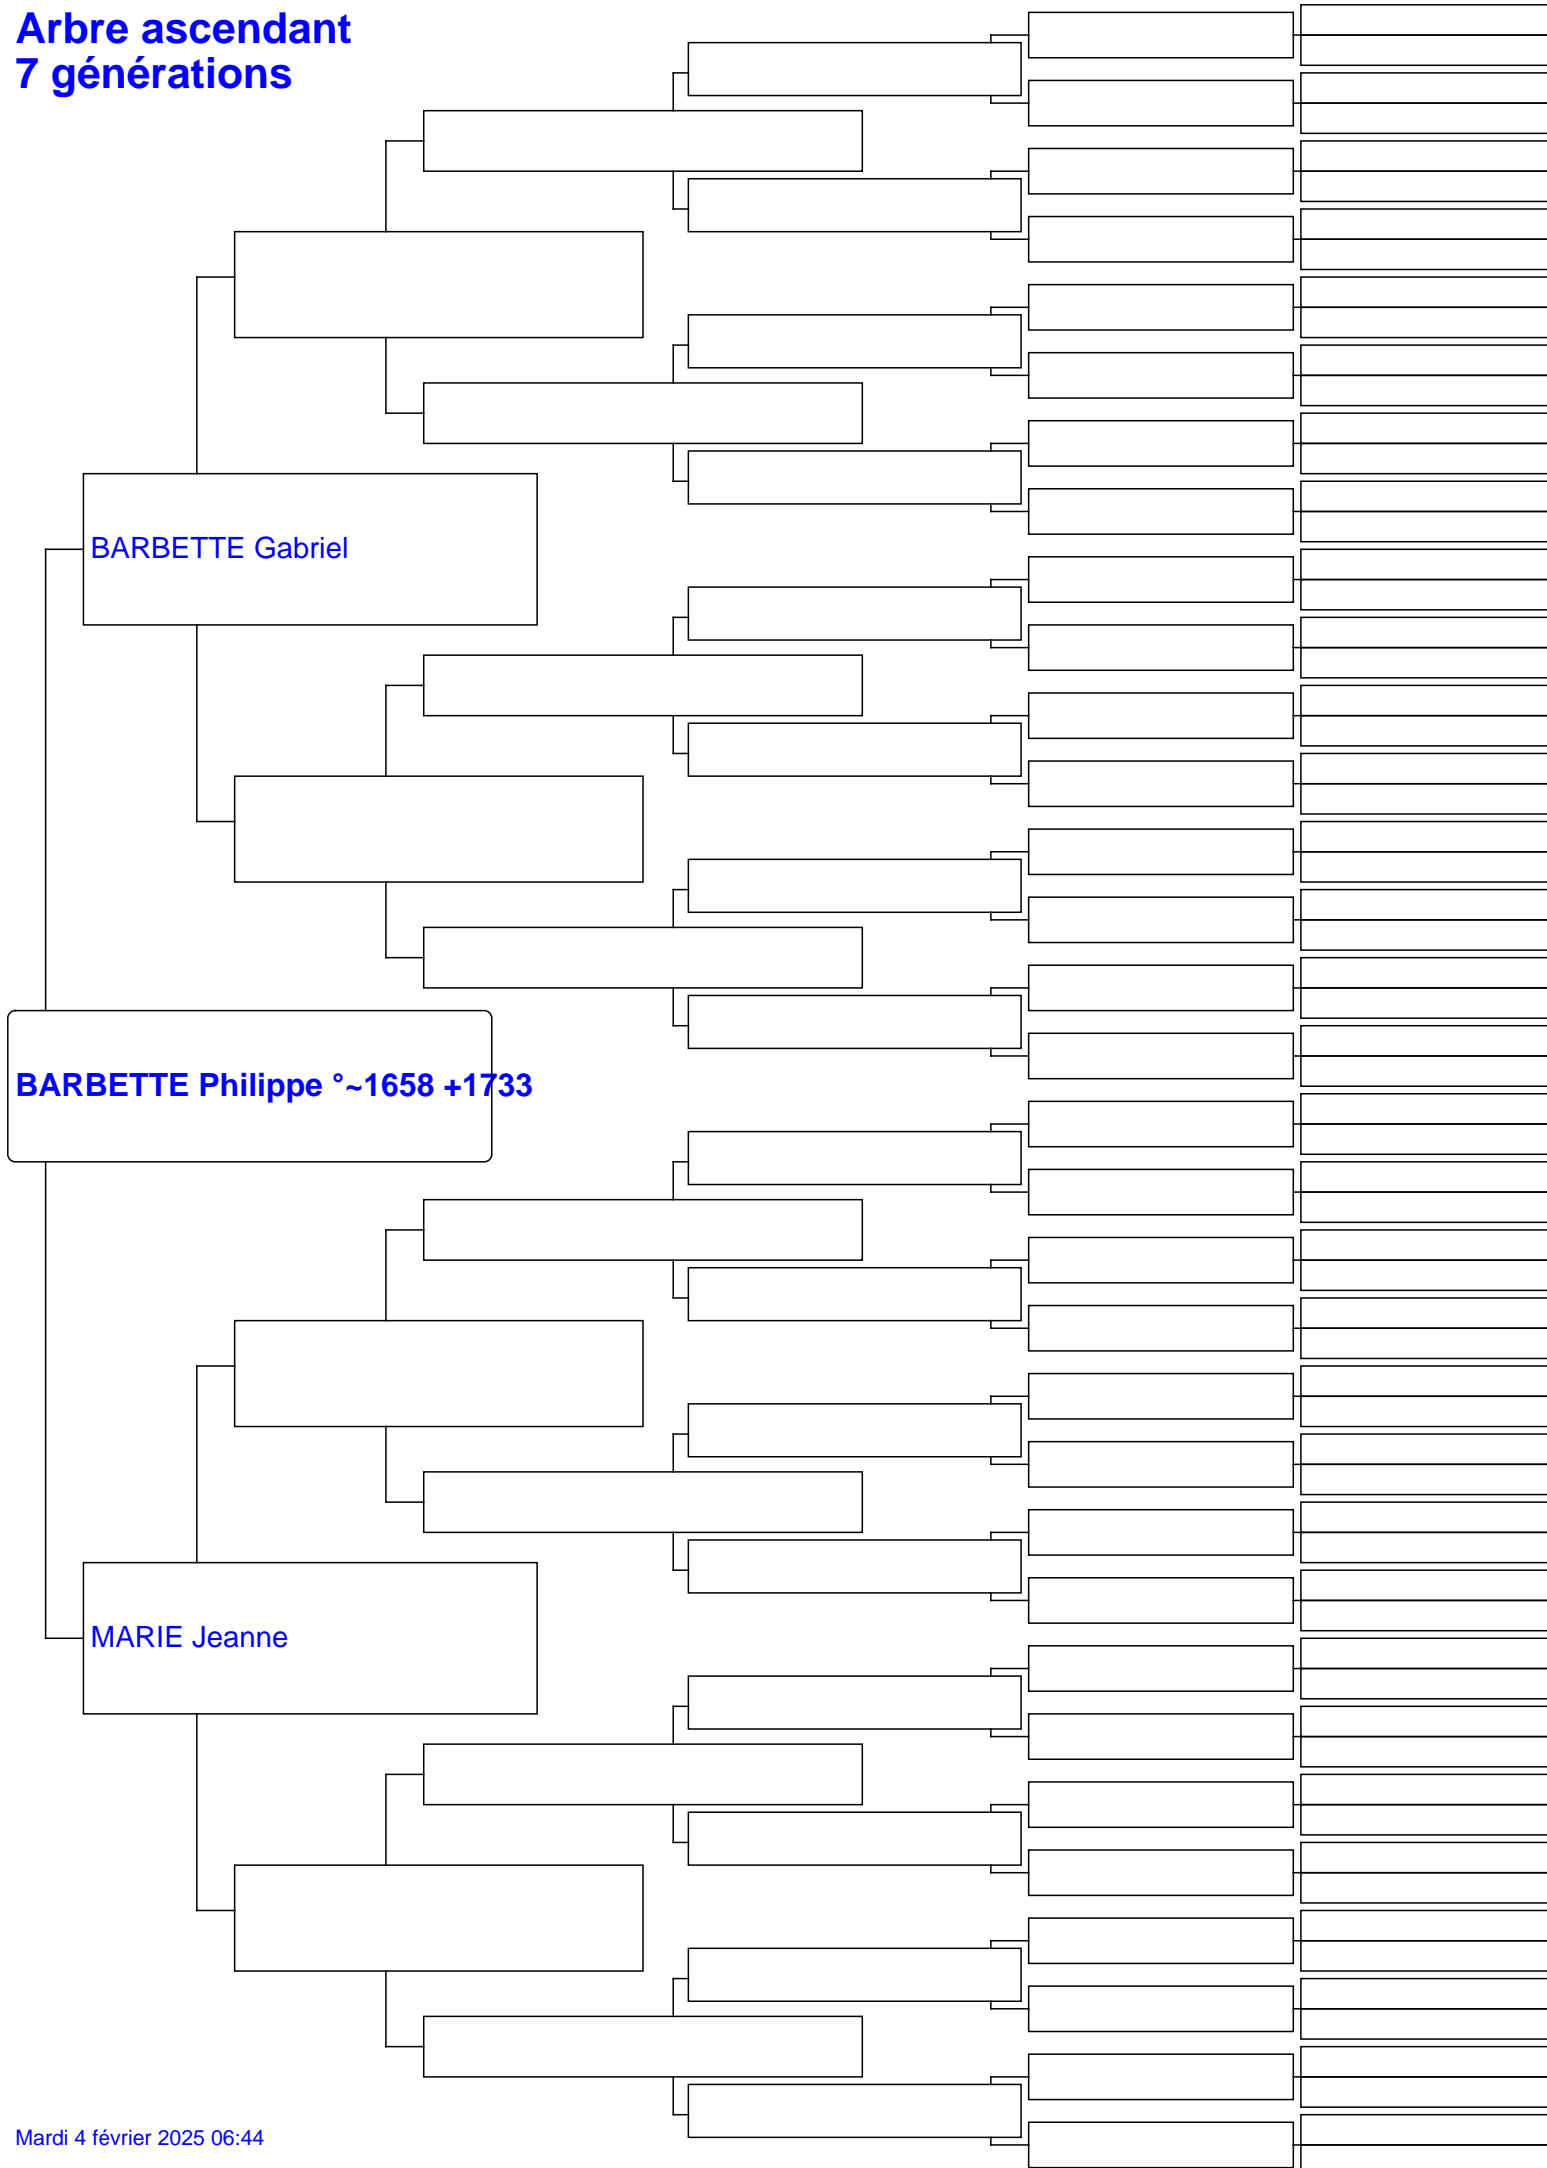 Arbre ascendant
7 générations
BARBETTE Gabriel
BARBETTE Philippe °~1658 +1733
MARIE Jeanne
Mardi 4 février 2025 06:44